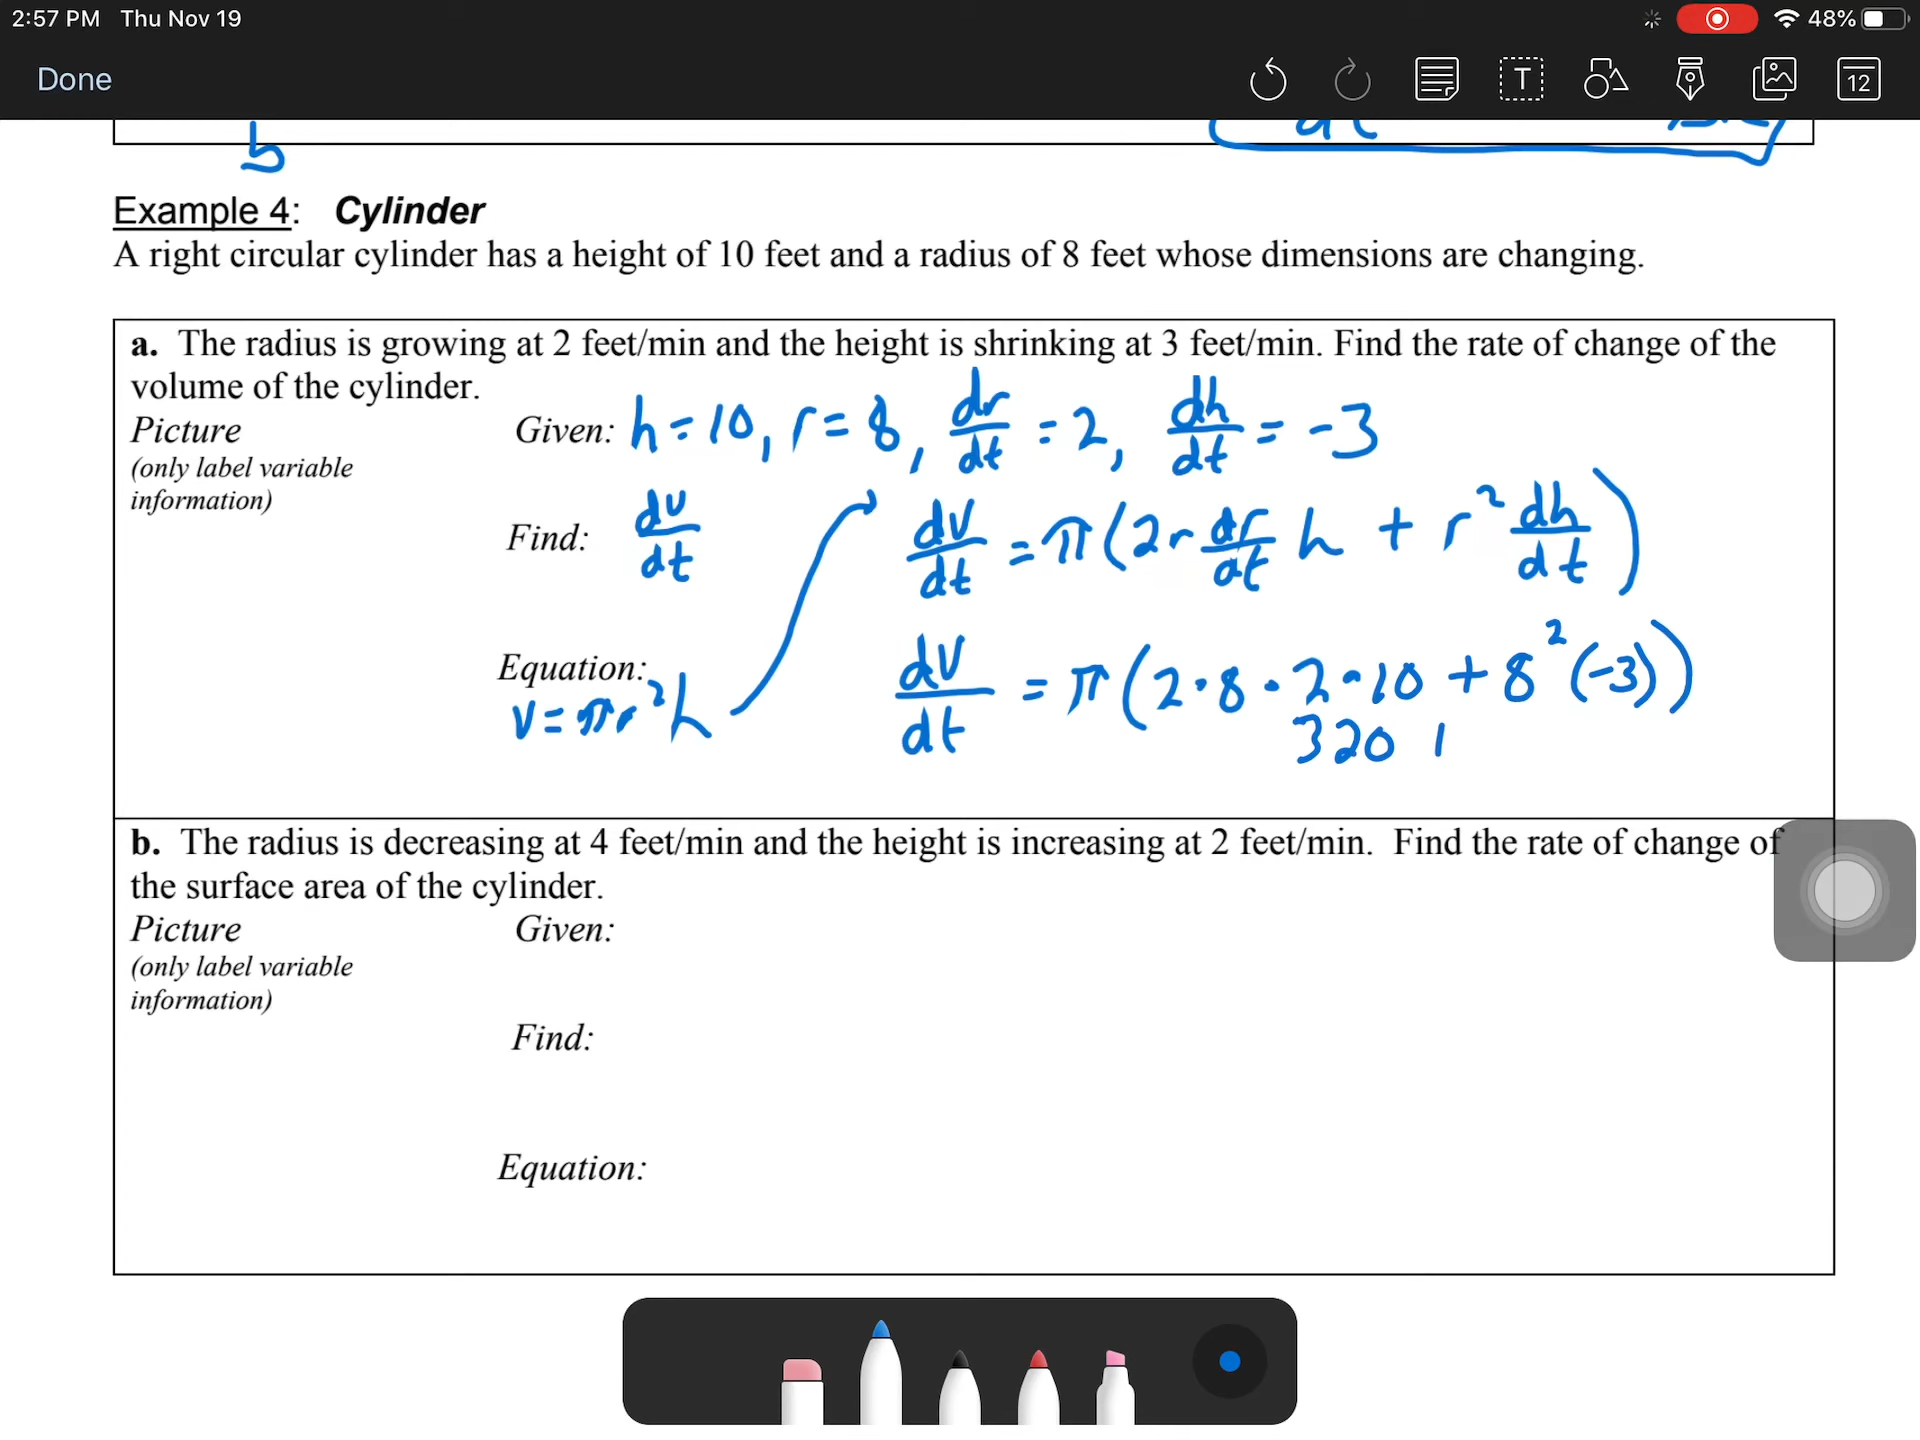 2:57 PM Thu Nov 19
48%
Done
T
12
b
Example 4: Cylinder
A right circular cylinder has a height of 10 feet and a radius of 8 feet whose dimensions are changing.
a. The radius is growing at 2 feet/min and the height is shrinking at 3 feet/min. Find the rate of change of the
volume of the cylinder.
Picture
(only label variable
information)
Given: h = 10, r = 8, dr/dt = 2, dh/dt = -3
Find: dv/dt
dV/dt = π(2r dr/dt h + r² dh/dt)
Equation:
V = πr²h
dV/dt = π(2·8·2·10 + 8²(-3))
320
b. The radius is decreasing at 4 feet/min and the height is increasing at 2 feet/min. Find the rate of change of
the surface area of the cylinder.
Picture
(only label variable
information)
Given:
Find:
Equation: